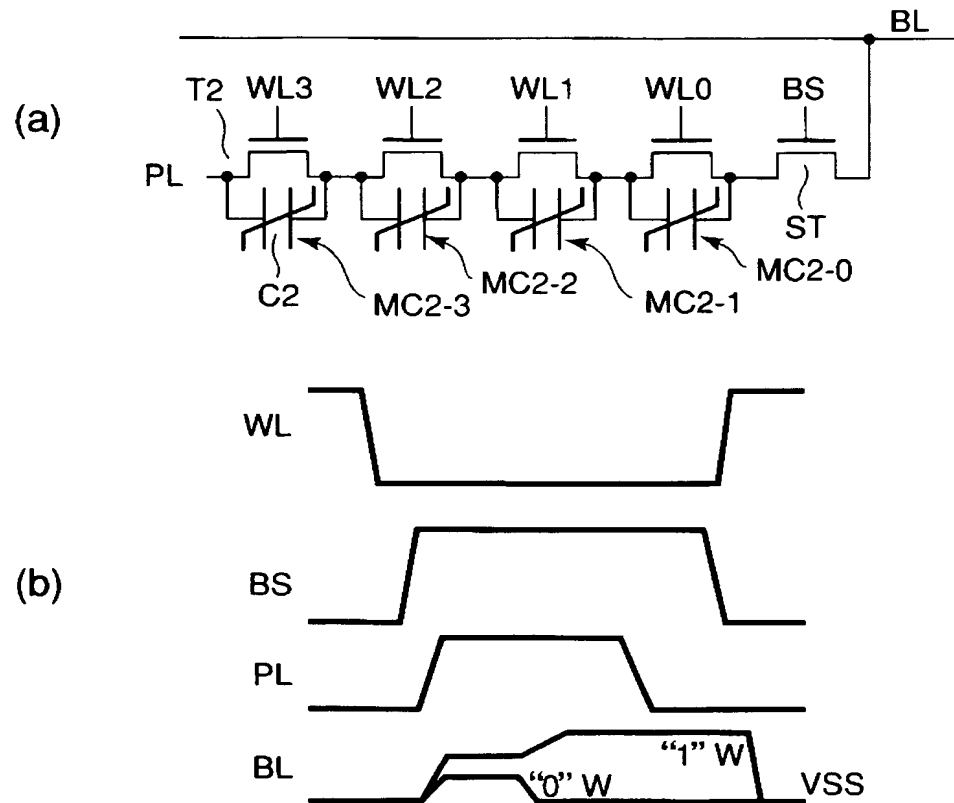 BL
(a)
T2 WL3 WL2 WL1 WL0 BS
PL
ST
C2 MC2-3 MC2-2 MC2-1 MC2-0
WL
(b)
BS
PL
BL "0" W "1" W VSS